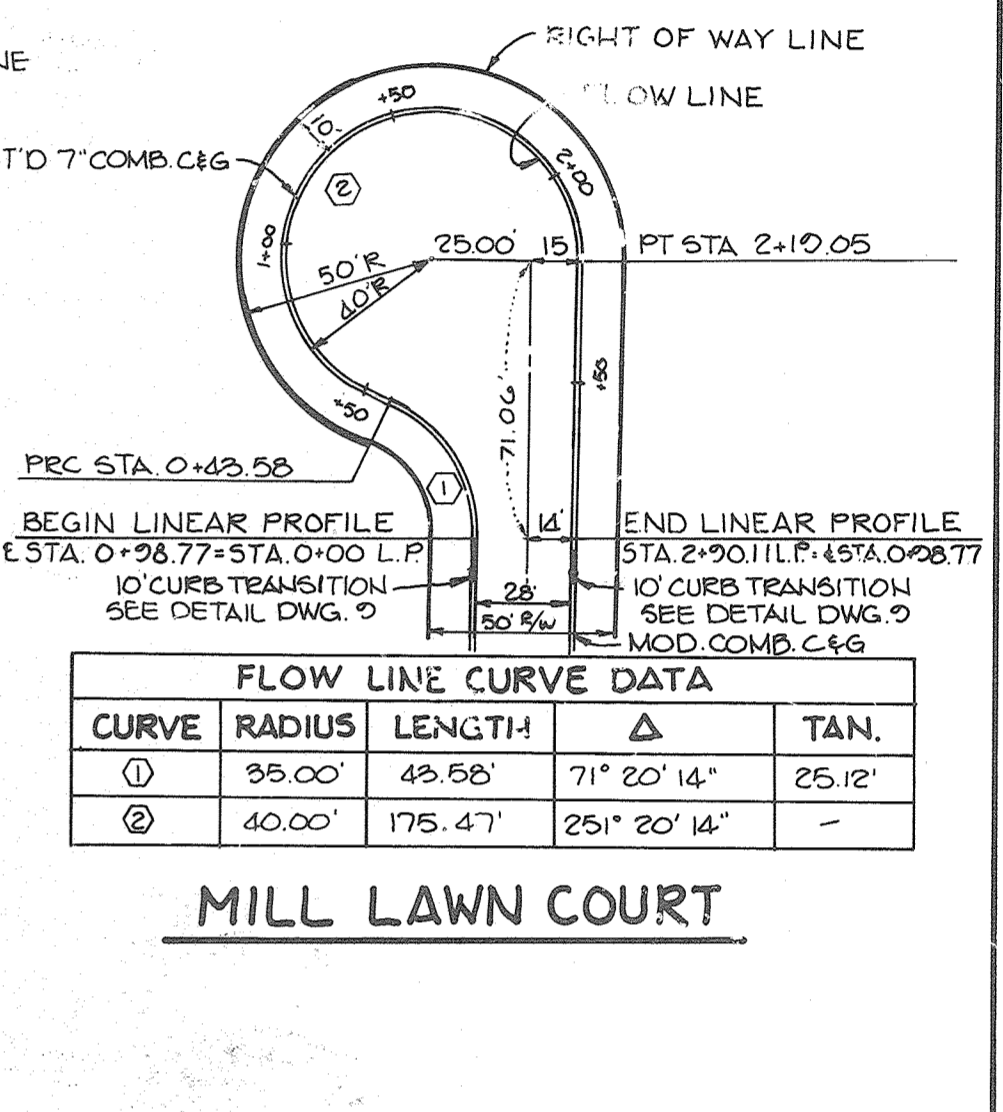 RIGHT OF WAY LINE
FLOW LINE
T'D 7" COMB. C&G
+50
10'
2
2+00
1+00
25.00' 15 PT STA 2+19.05
50'R
40'R
+50
71.06'
+50
PRC STA. 0+43.58
1
BEGIN LINEAR PROFILE
STA. 0+98.77=STA.0+00 L.P.
14'
END LINEAR PROFILE
STA. 2+90.11 L.P.=℄STA.0+98.77
10' CURB TRANSITION
SEE DETAIL DWG. 9
28'
50' R/W
10' CURB TRANSITION
SEE DETAIL DWG. 9
MOD. COMB. C&G
FLOW LINE CURVE DATA
CURVE RADIUS LENGTH Δ TAN.
1 35.00' 43.58' 71° 20' 14" 25.12'
2 40.00' 175.47' 251° 20' 14" –
MILL LAWN COURT